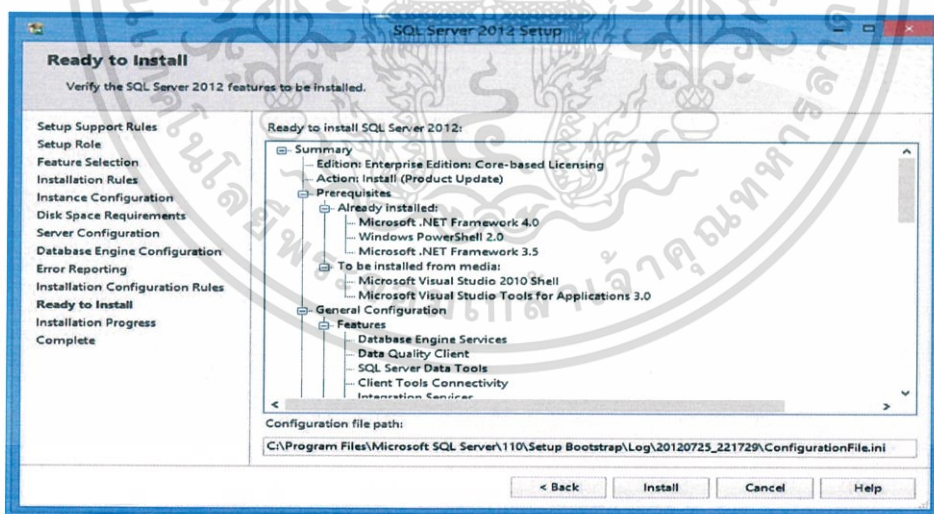 SQL Server 2012 Setup
Ready to Install
Verify the SQL Server 2012 features to be installed.
Setup Support Rules
Setup Role
Feature Selection
Installation Rules
Instance Configuration
Disk Space Requirements
Server Configuration
Database Engine Configuration
Error Reporting
Installation Configuration Rules
Ready to Install
Installation Progress
Complete
Ready to install SQL Server 2012:
Summary
Edition: Enterprise Edition: Core-based Licensing
Action: Install (Product Update)
Prerequisites
Already installed:
Microsoft .NET Framework 4.0
Windows PowerShell 2.0
Microsoft .NET Framework 3.5
To be installed from media:
Microsoft Visual Studio 2010 Shell
Microsoft Visual Studio Tools for Applications 3.0
General Configuration
Features
Database Engine Services
Data Quality Client
SQL Server Data Tools
Client Tools Connectivity
Integration Services
Configuration file path:
C:\Program Files\Microsoft SQL Server\110\Setup Bootstrap\Log\20120725_221729\ConfigurationFile.ini
< Back
Install
Cancel
Help